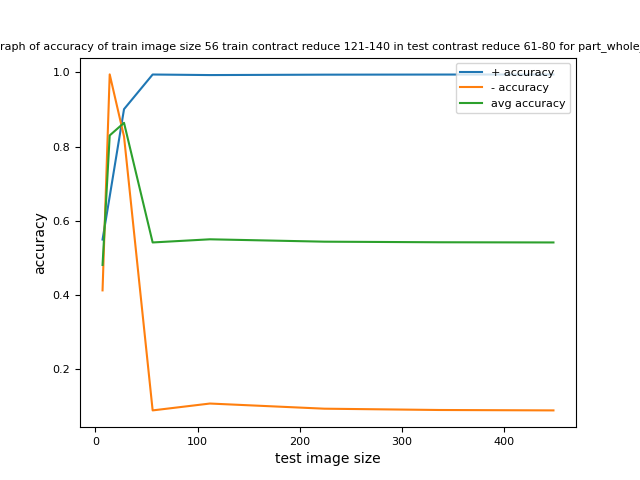 raph of accuracy of train image size 56 train contract reduce 121-140 in test contrast reduce 61-80 for part_whole_
+ accuracy
- accuracy
avg accuracy
accuracy
1.0
0.8
0.6
0.4
0.2
0
100
200
300
400
test image size